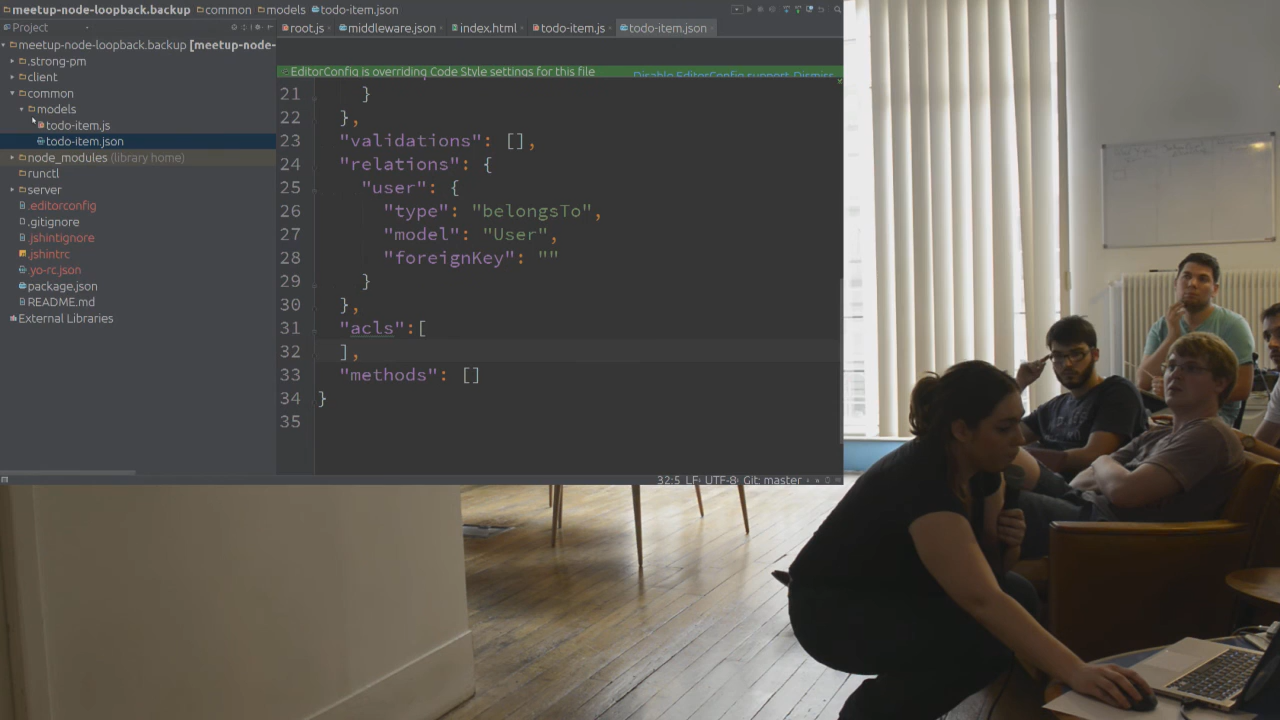 meetup-node-loopback.backup common models todo-item.json
Project
root.js middleware.json index.html todo-item.js todo-item.json
meetup-node-loopback.backup [meetup-node-
.strong-pm
client
common
models
todo-item.js
todo-item.json
node_modules (library home)
runctl
server
.editorconfig
.gitignore
.jshintignore
.jshintrc
.yo-rc.json
package.json
README.md
External Libraries
EditorConfig is overriding Code Style settings for this file Disable EditorConfig support Dismiss
21 }
22 },
23 "validations": [],
24 "relations": {
25 "user": {
26 "type": "belongsTo",
27 "model": "User",
28 "foreignKey": ""
29 }
30 },
31 "acls":[
32 ],
33 "methods": []
34 }
35
32:5 LF: UTF-8: Git: master